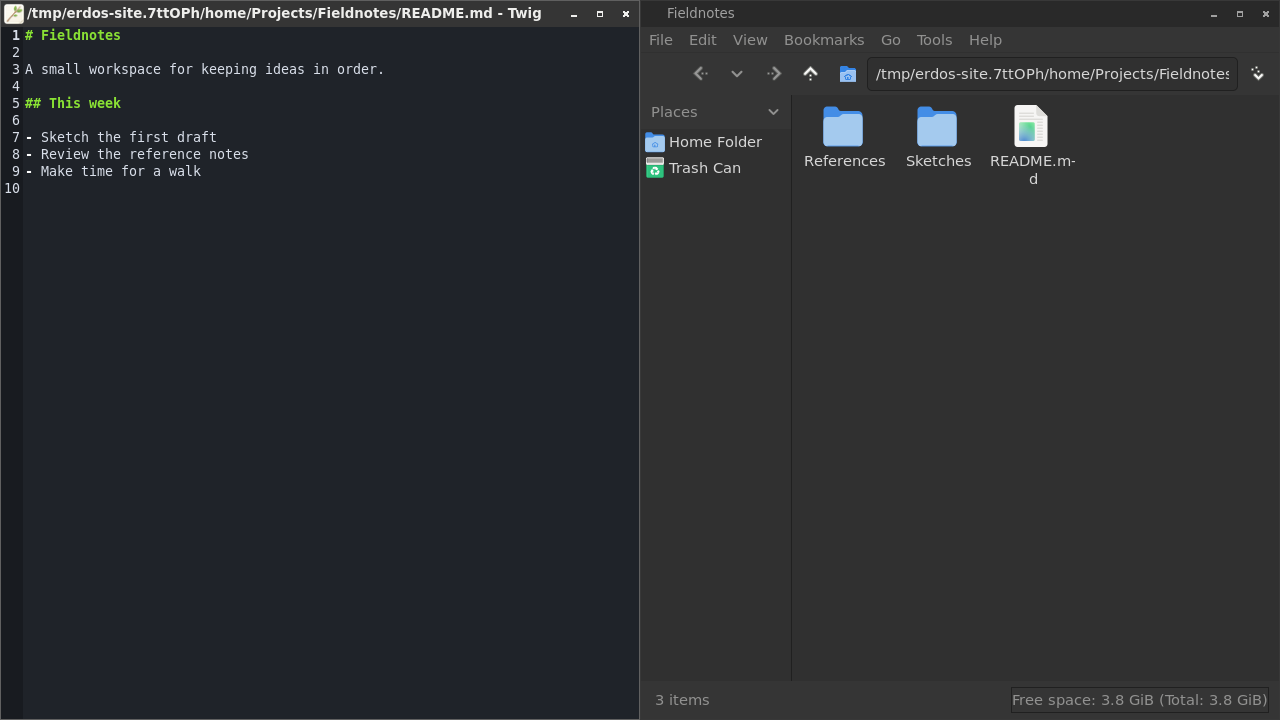 /tmp/erdos-site.7ttOPh/home/Projects/Fieldnotes/README.md - Twig
1 # Fieldnotes
2
3 A small workspace for keeping ideas in order.
4
5 ## This week
6
7 - Sketch the first draft
8 - Review the reference notes
9 - Make time for a walk
10
Fieldnotes
File Edit View Bookmarks Go Tools Help
/tmp/erdos-site.7ttOPh/home/Projects/Fieldnotes
Places
Home Folder
Trash Can
References Sketches README.m-
d
3 items Free space: 3.8 GiB (Total: 3.8 GiB)